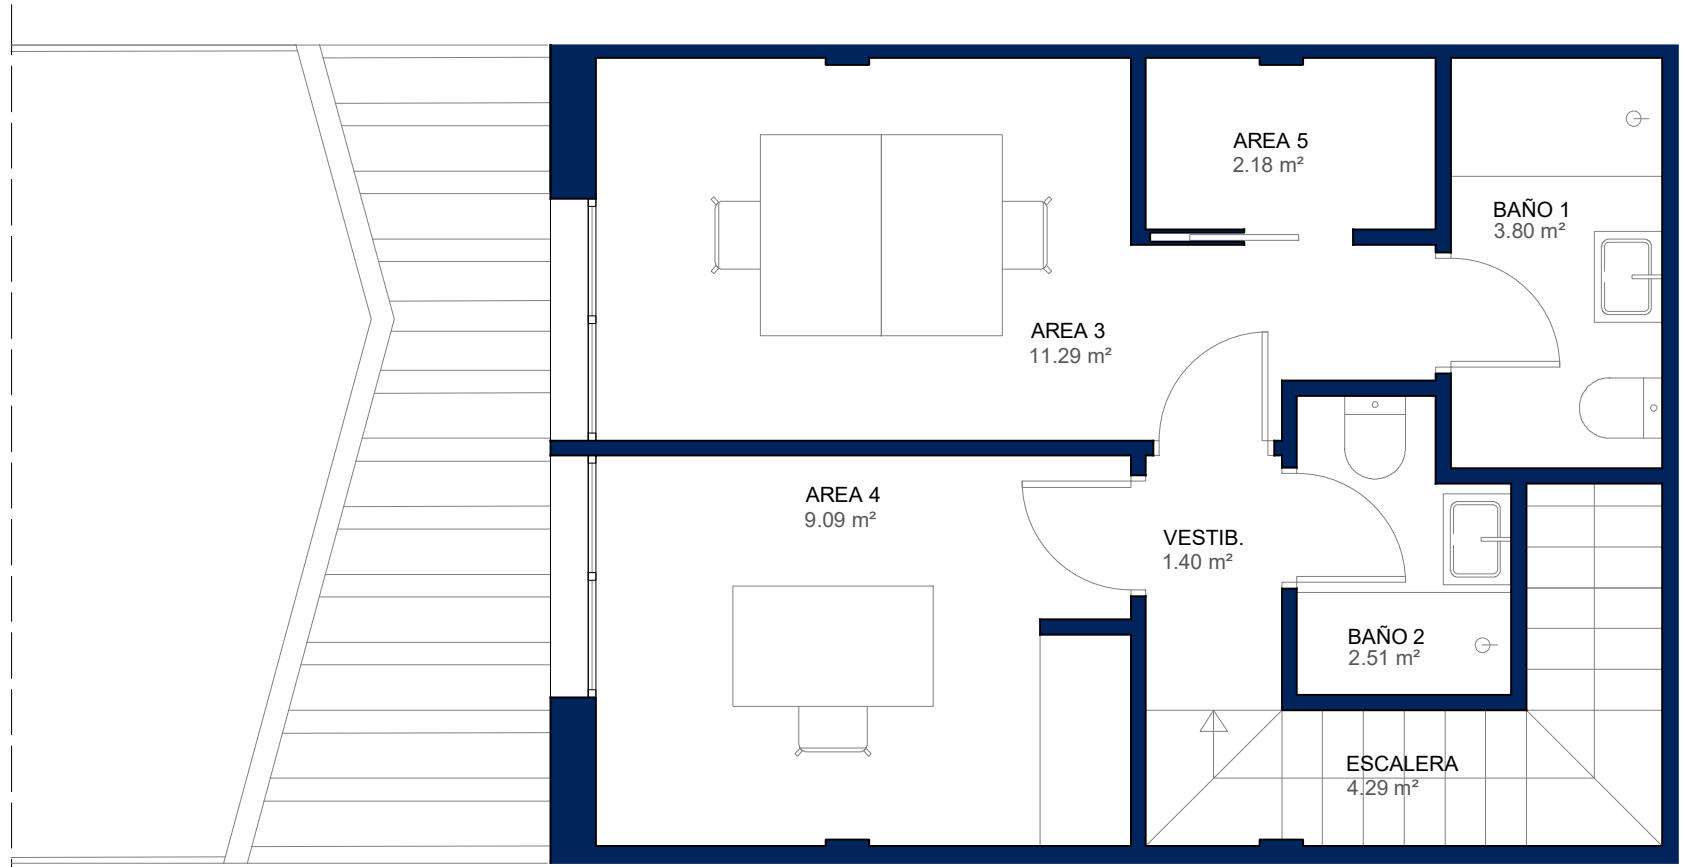 AREA 5
2.18 m²
BAÑO 1
3.80 m²
AREA 3
11.29 m²
AREA 4
9.09 m²
VESTIB.
1.40 m²
BAÑO 2
2.51 m²
ESCALERA
4.29 m²